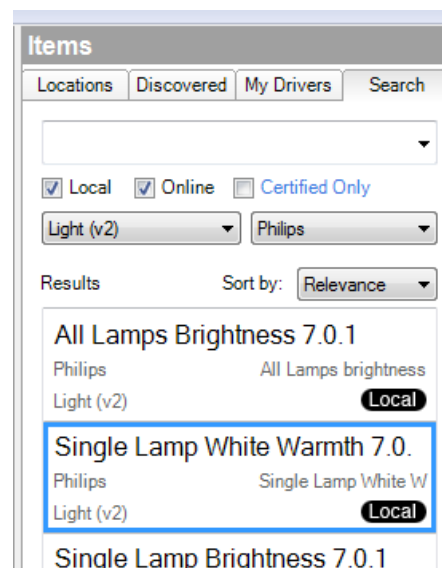 Items
Locations Discovered My Drivers Search
Local Online Certified Only
Light (v2) Philips
Results Sort by: Relevance
All Lamps Brightness 7.0.1
Philips All Lamps brightness
Light (v2) Local
Single Lamp White Warmth 7.0.
Philips Single Lamp White W
Light (v2) Local
Single Lamp Brightness 7.0.1